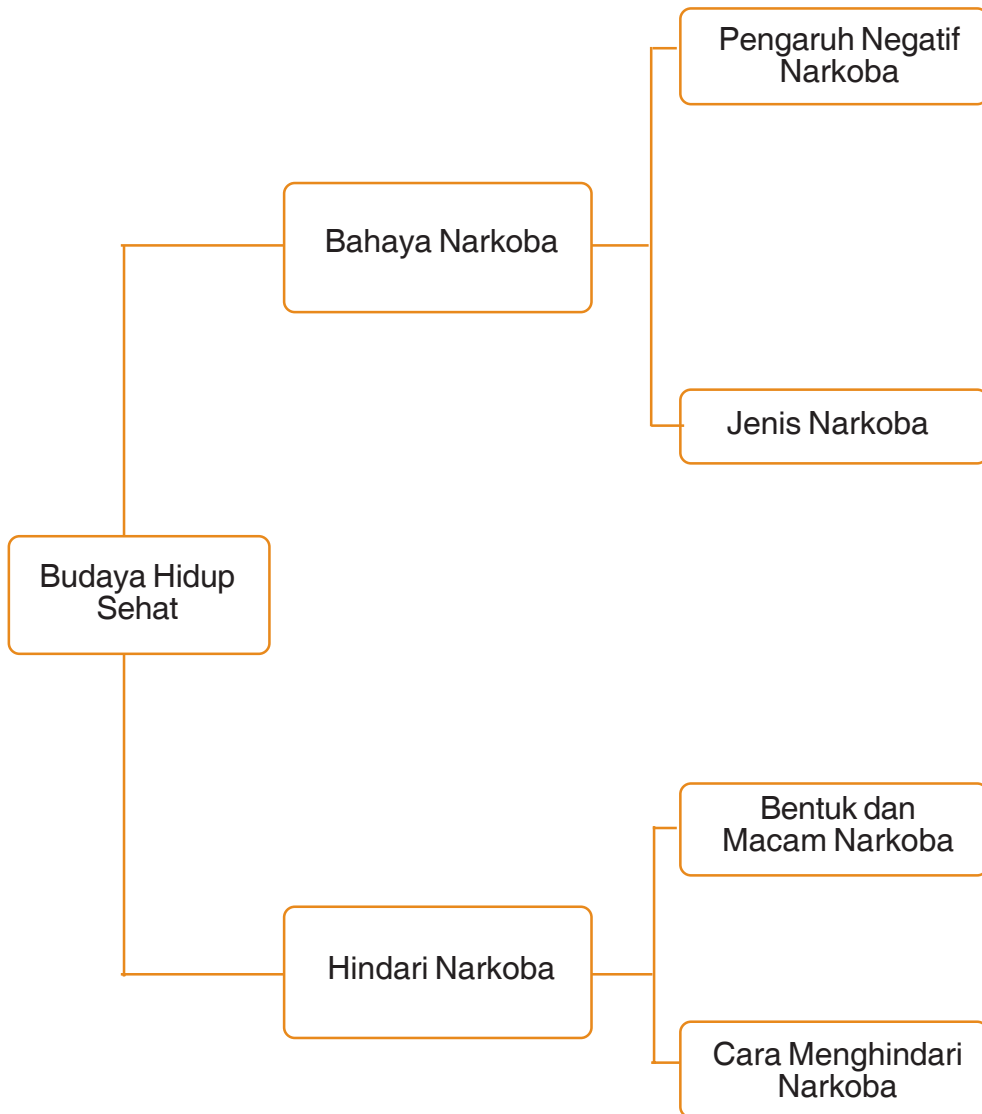 Pengaruh Negatif
Narkoba
Bahaya Narkoba
Jenis Narkoba
Budaya Hidup
Sehat
Bentuk dan
Macam Narkoba
Hindari Narkoba
Cara Menghindari
Narkoba